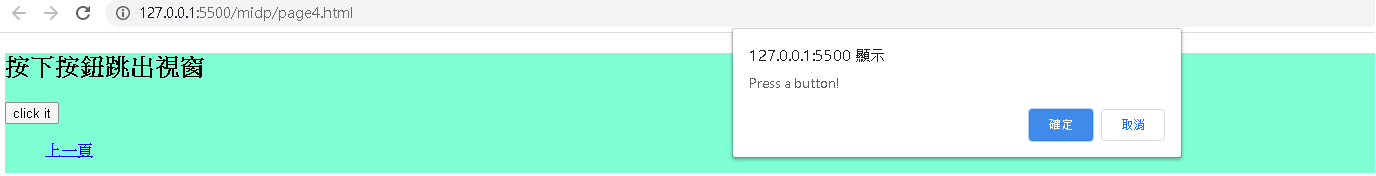 127.0.0.1:5500/midp/page4.html
按下按鈕跳出視窗
click it
上一頁
127.0.0.1:5500 顯示
Press a button!
確定
取消